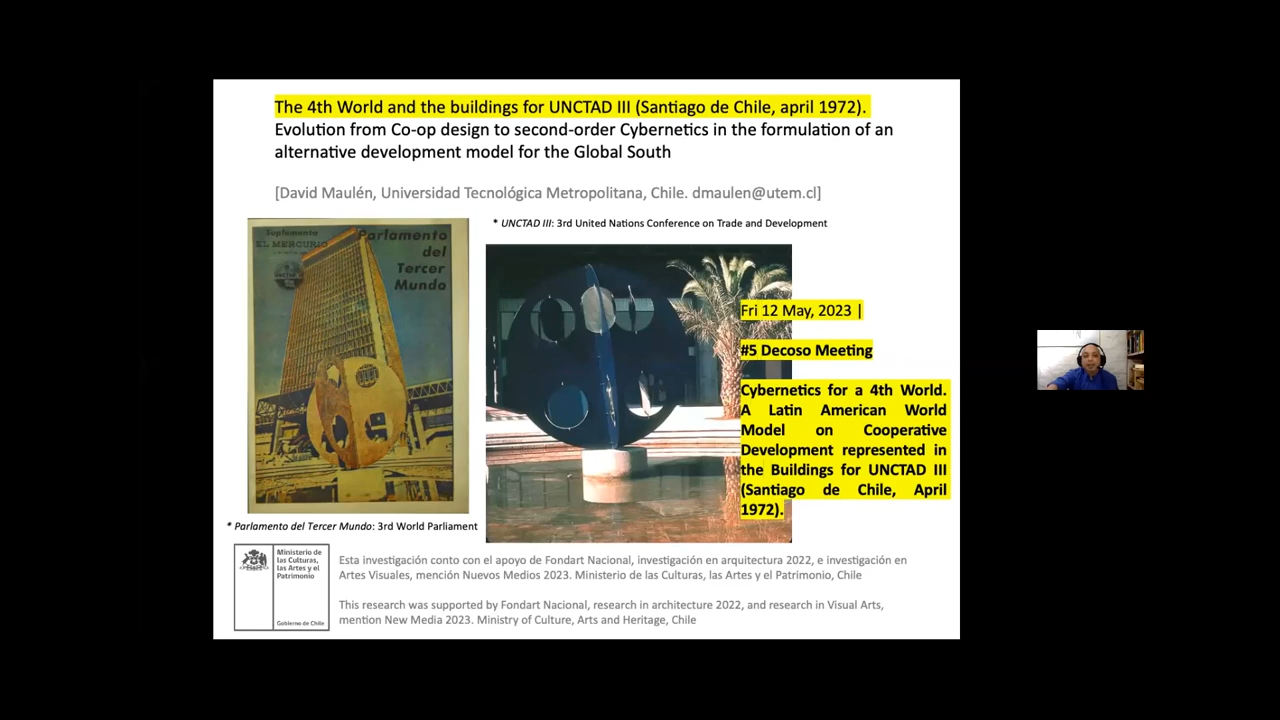 The 4th World and the buildings for UNCTAD III (Santiago de Chile, april 1972).
Evolution from Co-op design to second-order Cybernetics in the formulation of an
alternative development model for the Global South
[David Maulén, Universidad Tecnológica Metropolitana, Chile. dmaulen@utem.cl]
* UNCTAD III: 3rd United Nations Conference on Trade and Development
Suplemento
EL MERCURIO
Parlamento
del
Tercer
Mundo
Fri 12 May, 2023 |
#5 Decoso Meeting
Cybernetics for a 4th World.
A Latin American World
Model on Cooperative
Development represented in
the Buildings for UNCTAD III
(Santiago de Chile, April
1972).
* Parlamento del Tercer Mundo: 3rd World Parliament
Ministerio de
las Culturas,
las Artes y el
Patrimonio
Gobierno de Chile
Esta investigación conto con el apoyo de Fondart Nacional, investigación en arquitectura 2022, e investigación en
Artes Visuales, mención Nuevos Medios 2023. Ministerio de las Culturas, las Artes y el Patrimonio, Chile
This research was supported by Fondart Nacional, research in architecture 2022, and research in Visual Arts,
mention New Media 2023. Ministry of Culture, Arts and Heritage, Chile